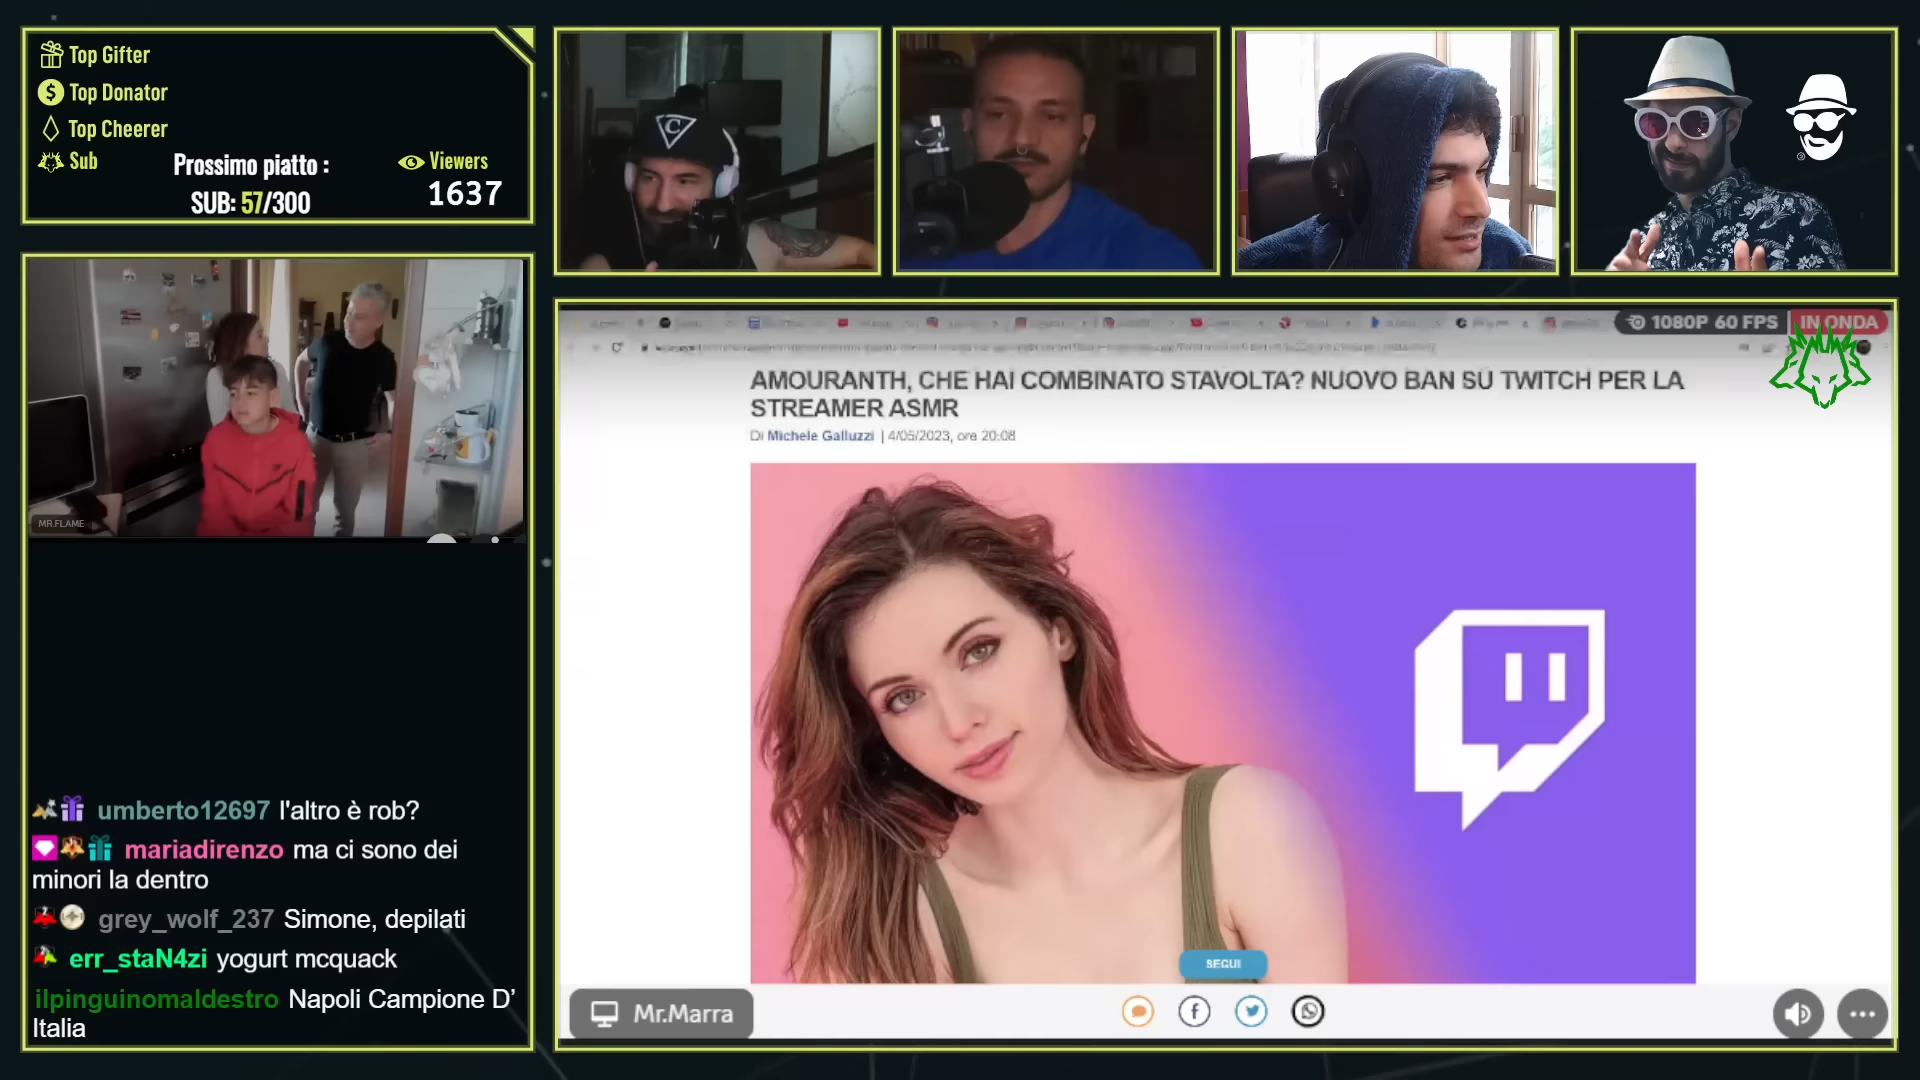 Top Gifter
Top Donator
Top Cheerer
Sub
Prossimo piatto :
SUB: 57/300
Viewers
1637
C
MR.FLAME
umberto12697 l'altro è rob?
mariadirenzo ma ci sono dei
minori la dentro
grey_wolf_237 Simone, depilati
err_staN4zi yogurt mcquack
ilpinguinomaldestro Napoli Campione D’
Italia
1080P 60 FPS
IN ONDA
AMOURANTH, CHE HAI COMBINATO STAVOLTA? NUOVO BAN SU TWITCH PER LA
STREAMER ASMR
Di Michele Galluzzi | 4/05/2023, ore 20:08
SEGUI
Mr.Marra